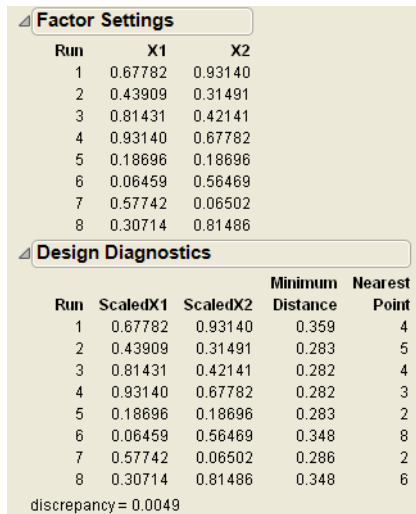 Factor Settings
Run X1 X2
1 0.67782 0.93140
2 0.43909 0.31491
3 0.81431 0.42141
4 0.93140 0.67782
5 0.18696 0.18696
6 0.06459 0.56469
7 0.57742 0.06502
8 0.30714 0.81486
Design Diagnostics
Minimum Nearest
Run ScaledX1 ScaledX2 Distance Point
1 0.67782 0.93140 0.359 4
2 0.43909 0.31491 0.283 5
3 0.81431 0.42141 0.282 4
4 0.93140 0.67782 0.282 3
5 0.18696 0.18696 0.283 2
6 0.06459 0.56469 0.348 8
7 0.57742 0.06502 0.286 2
8 0.30714 0.81486 0.348 6
discrepancy = 0.0049